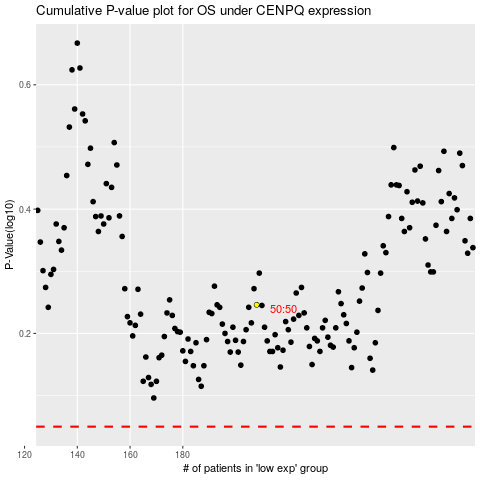 Cumulative P-value plot for OS under CENPQ expression
P-Value(log10)
0.6
0.4
0.2
50:50
120 140 160 180
# of patients in 'low exp' group